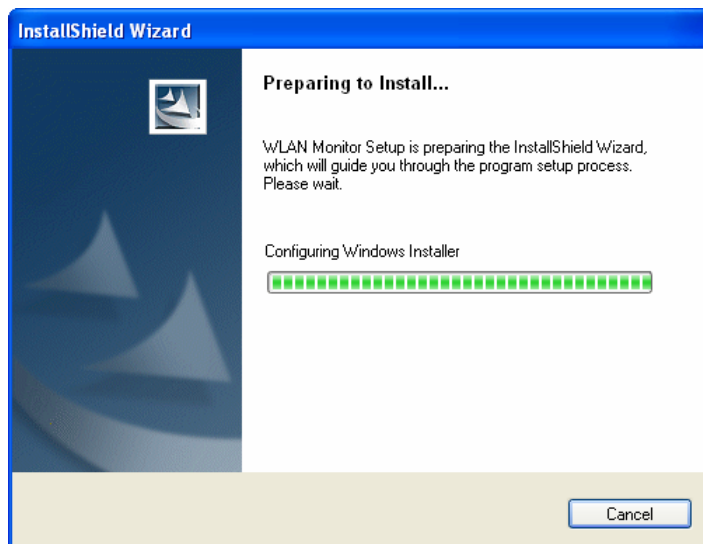 InstallShield Wizard
Preparing to Install...
WLAN Monitor Setup is preparing the InstallShield Wizard,
which will guide you through the program setup process.
Please wait.
Configuring Windows Installer
Cancel